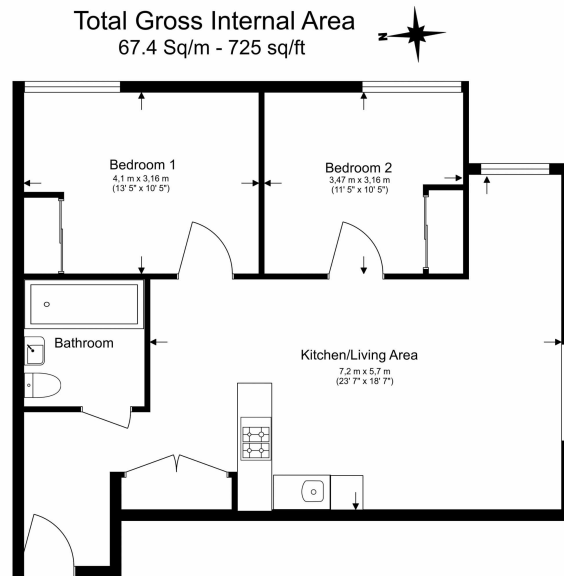 Total Gross Internal Area
67.4 Sq/m - 725 sq/ft
N
Bedroom 1
4,1 m x 3,16 m
(13' 5" x 10' 5")
Bedroom 2
3,47 m x 3,16 m
(11' 5" x 10' 5")
Bathroom
Kitchen/Living Area
7,2 m x 5,7 m
(23' 7" x 18' 7")